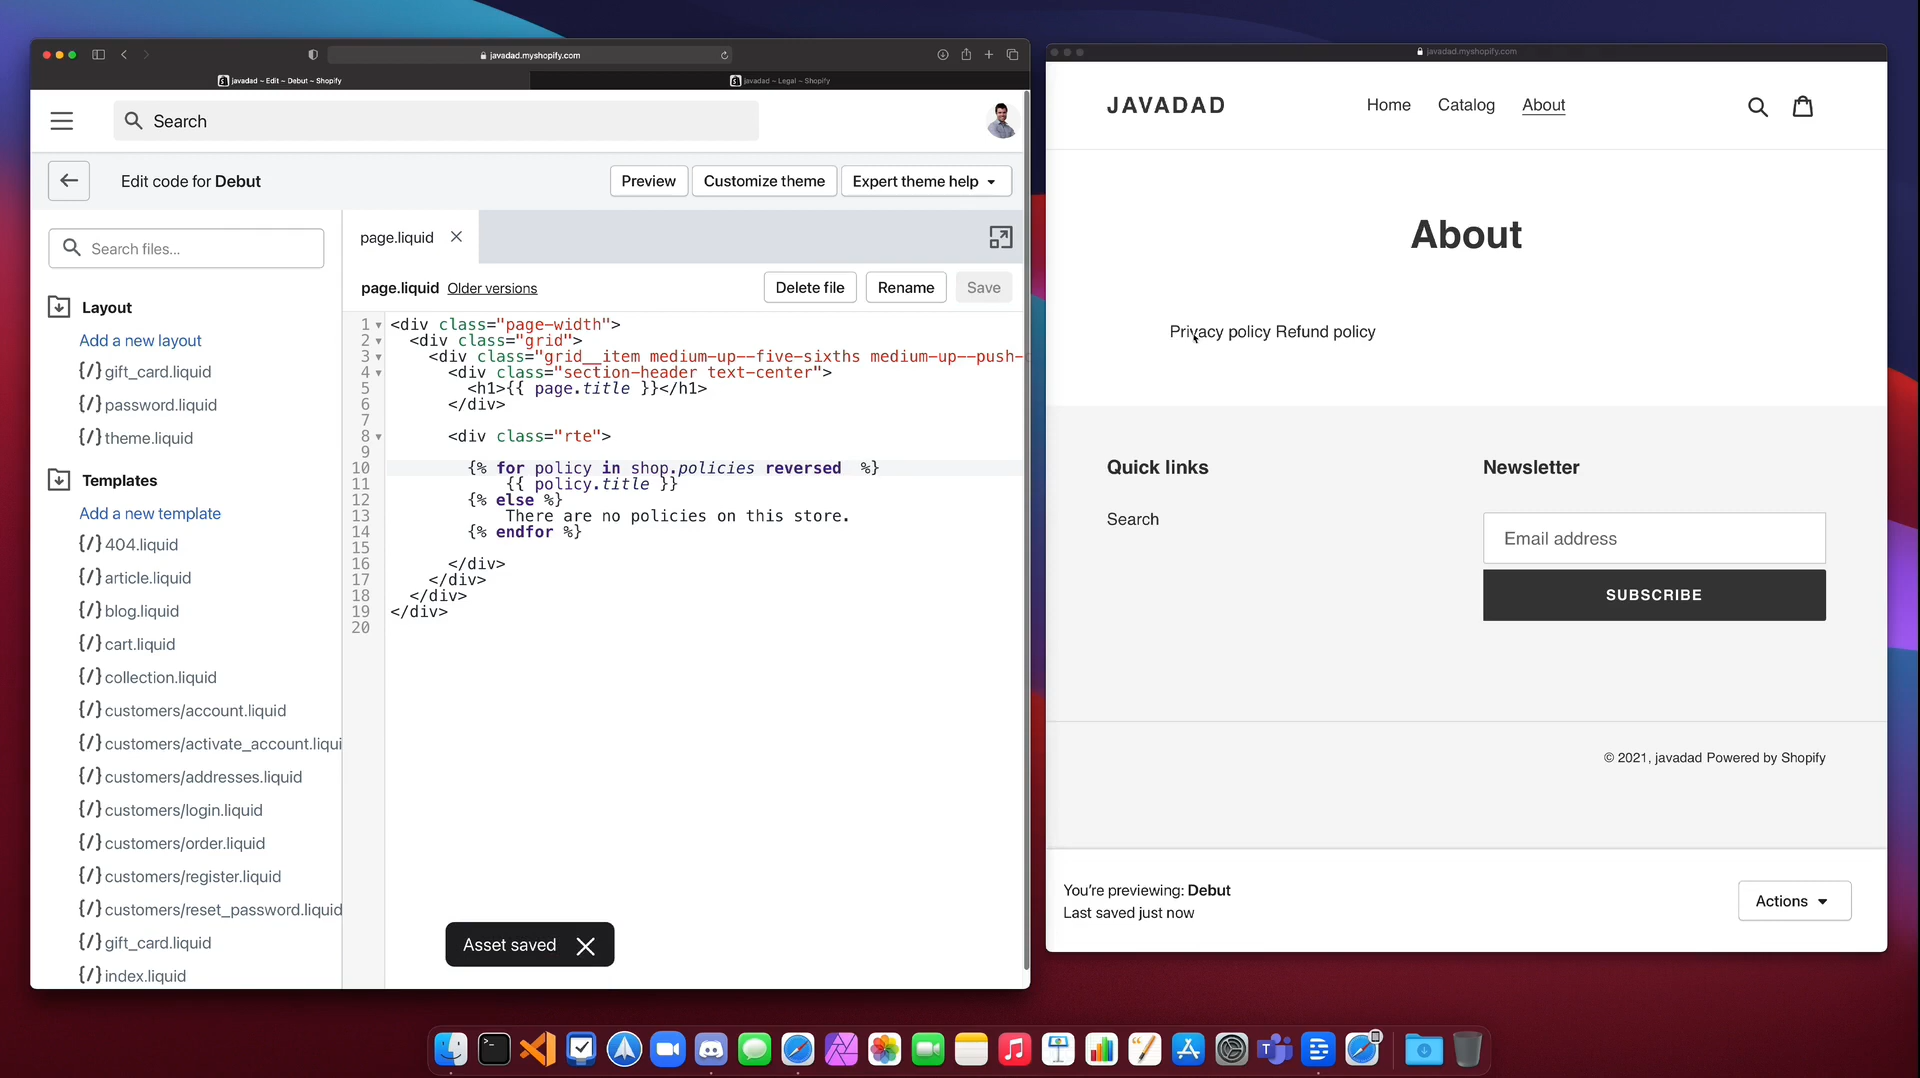 javadad.myshopify.com
javadad ~ Edit ~ Debut ~ Shopify
javadad ~ Legal ~ Shopify
Search
Edit code for Debut
Preview
Customize theme
Expert theme help
Search files...
Layout
Add a new layout
{/} gift_card.liquid
{/} password.liquid
{/} theme.liquid
Templates
Add a new template
{/} 404.liquid
{/} article.liquid
{/} blog.liquid
{/} cart.liquid
{/} collection.liquid
{/} customers/account.liquid
{/} customers/activate_account.liqui
{/} customers/addresses.liquid
{/} customers/login.liquid
{/} customers/order.liquid
{/} customers/register.liquid
{/} customers/reset_password.liquid
{/} gift_card.liquid
{/} index.liquid
page.liquid
page.liquid Older versions
Delete file
Rename
Save
1 <div class="page-width">
2 <div class="grid">
3 <div class="grid__item medium-up--five-sixths medium-up--push-
4 <div class="section-header text-center">
5 <h1>{{ page.title }}</h1>
6 </div>
7
8 <div class="rte">
9
10 {% for policy in shop.policies reversed  %}
11 {{ policy.title }}
12 {% else %}
13 There are no policies on this store.
14 {% endfor %}
15
16 </div>
17 </div>
18 </div>
19 </div>
20
Asset saved
javadad.myshopify.com
JAVADAD
Home
Catalog
About
About
Privacy policy Refund policy
Quick links
Search
Newsletter
Email address
SUBSCRIBE
© 2021, javadad Powered by Shopify
You're previewing: Debut
Last saved just now
Actions